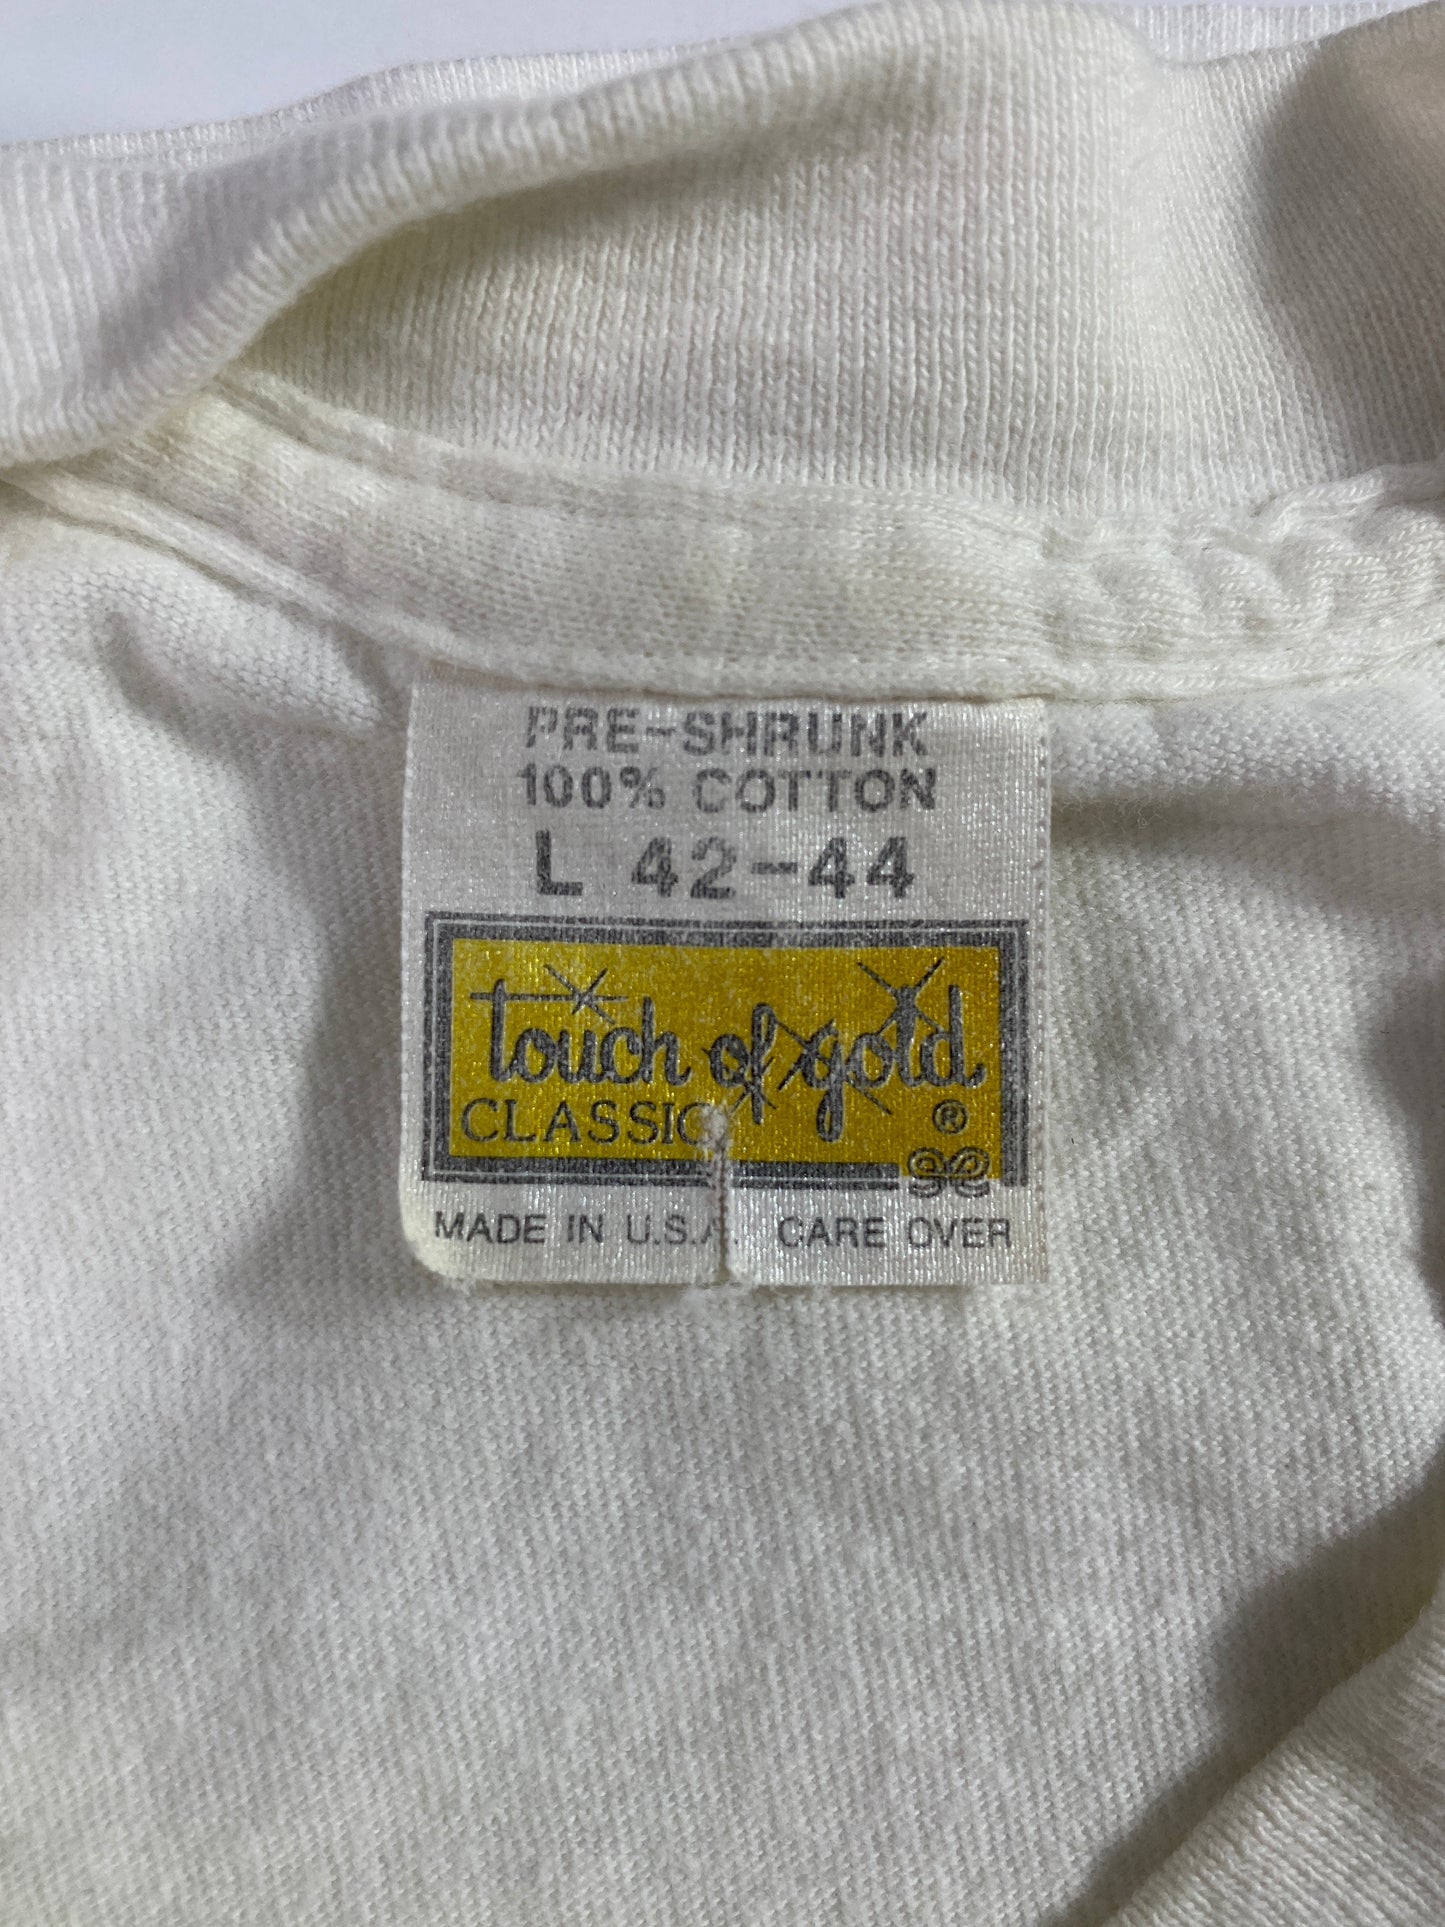 PRE-SHRUNK
100% COTTON
L 42-44
touch of gold
CLASSIC ®
MADE IN U.S.A. CARE OVER